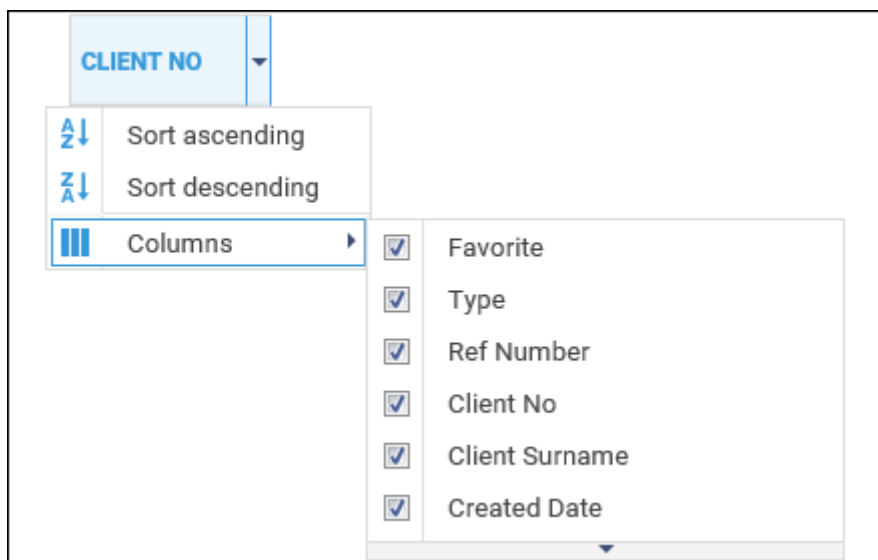 CLIENT NO
Sort ascending
Sort descending
Columns
Favorite
Type
Ref Number
Client No
Client Surname
Created Date